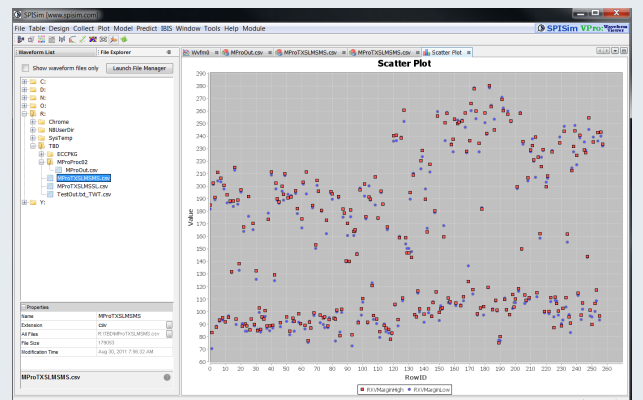 SPISim [www.spisim.com]
File Table Design Collect Plot Model Predict IBIS Window Tools Help Module
SPISim VPro: Waveform Viewer
Waveform List
File Explorer
Wvfm0
MProOut.csv
MProTXSLMSMS.csv
MProTXSLMSMS.csv
Scatter Plot
Show waveform files only
Launch File Manager
C:
D:
N:
O:
R:
Chrome
NBUserDir
SysTemp
TBD
ECCPKG
MProProc02
MProOut.csv
MProTXSLMSMS.csv
MProTXSLMSSL.csv
TestOut.txt_TWT.csv
Y:
Properties
Name MProTXSLMSMS
Extension csv
All Files R:\TBD\MProTXSLMSMS.csv
File Size 179053
Modification Time Aug 30, 2011 7:56:32 AM
MProTXSLMSMS.csv
Scatter Plot
290
280
270
260
250
240
230
220
210
200
190
180
170
160
150
140
130
120
110
100
90
80
70
60
Value
0 10 20 30 40 50 60 70 80 90 100 110 120 130 140 150 160 170 180 190 200 210 220 230 240 250 260
RowID
RXVMarginHigh RXVMarginLow